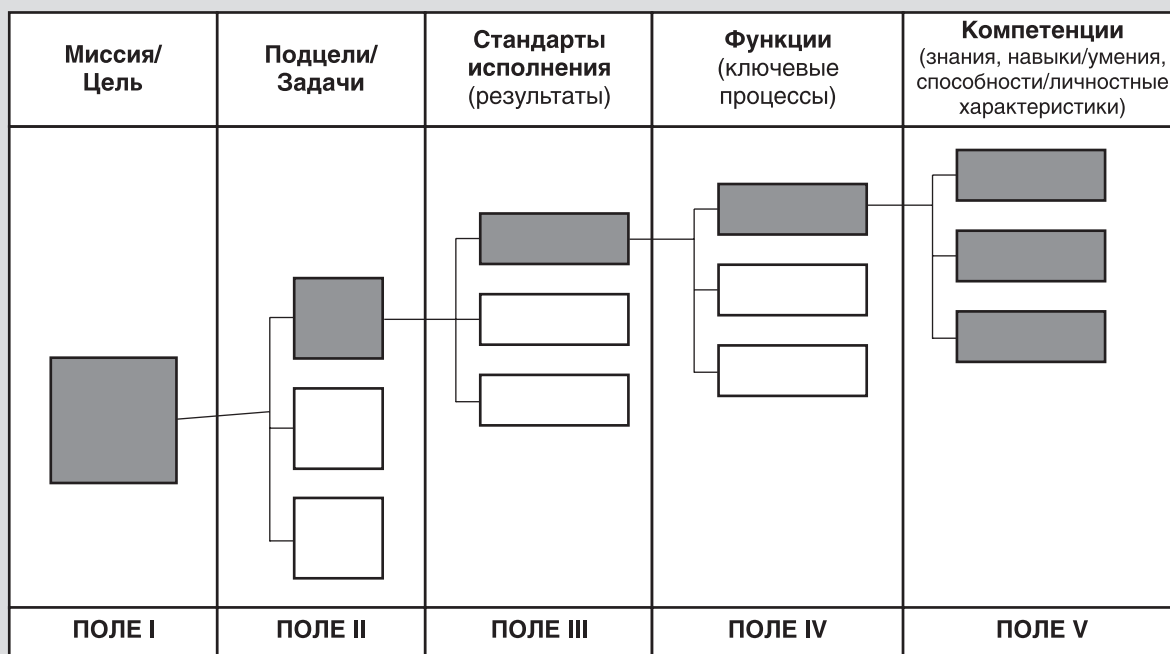 Миссия/
Цель
Подцели/
Задачи
Стандарты
исполнения
(результаты)
Функции
(ключевые
процессы)
Компетенции
(знания, навыки/умения,
способности/личностные
характеристики)
ПОЛЕ I
ПОЛЕ II
ПОЛЕ III
ПОЛЕ IV
ПОЛЕ V